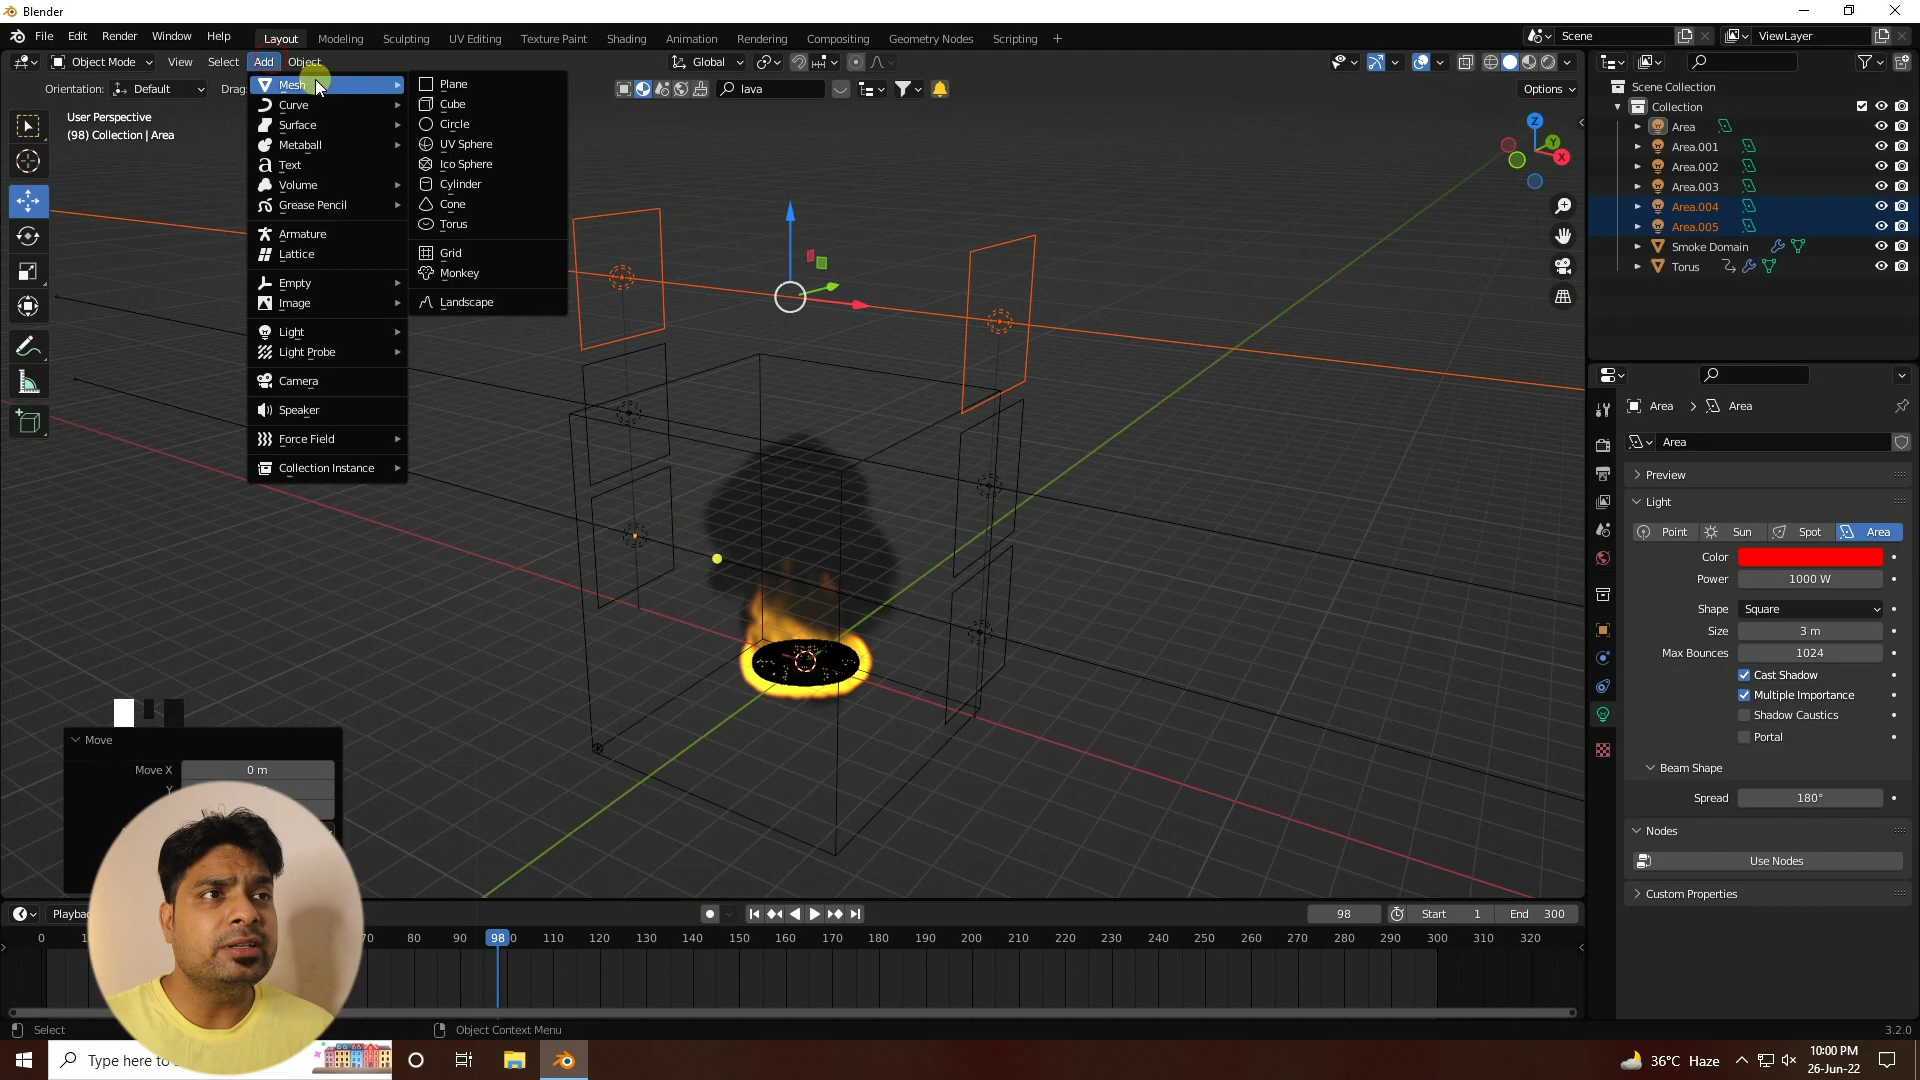 Blender
File Edit Render Window Help Layout Modeling Sculpting UV Editing Texture Paint Shading Animation Rendering Compositing Geometry Nodes Scripting + Scene ViewLayer
Object Mode View Select Add Object Global
Orientation: Default Drag: lava Options
User Perspective
(98) Collection | Area
Mesh
Curve
Surface
Metaball
Text
Volume
Grease Pencil
Armature
Lattice
Empty
Image
Light
Light Probe
Camera
Speaker
Force Field
Collection Instance
Plane
Cube
Circle
UV Sphere
Ico Sphere
Cylinder
Cone
Torus
Grid
Monkey
Landscape
Z
Y
X
Scene Collection
Collection
Area
Area.001
Area.002
Area.003
Area.004
Area.005
Smoke Domain
Torus
Area > Area
Area
Preview
Light
Point Sun Spot Area
Color
Power 1000 W
Shape Square
Size 3 m
Max Bounces 1024
Cast Shadow
Multiple Importance
Shadow Caustics
Portal
Beam Shape
Spread 180°
Nodes
Use Nodes
Custom Properties
Move
Move X 0 m
98 Start 1 End 300
0 70 80 90 98 110 120 130 140 150 160 170 180 190 200 210 220 230 240 250 260 270 280 290 300 310 320
Select Object Context Menu 3.2.0
Type here to
36°C Haze
10:00 PM
26-Jun-22